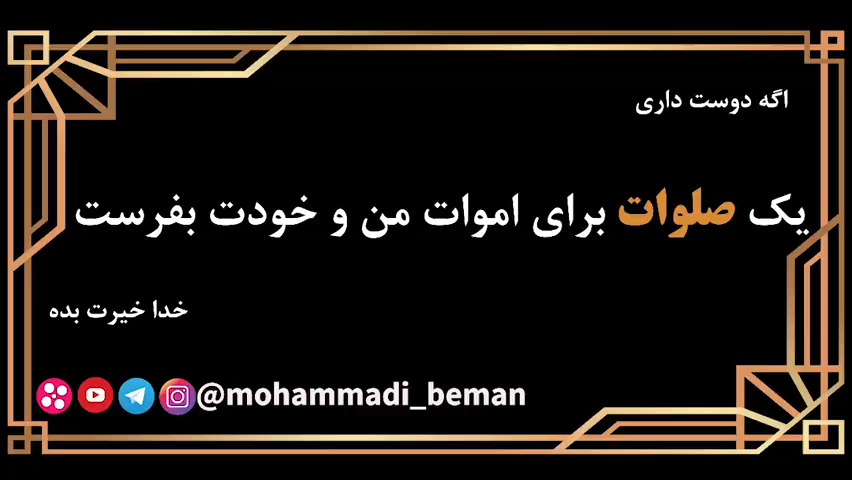 اگه دوست داری
یک صلوات برای اموات من و خودت بفرست
خدا خیرت بده
@mohammadi_beman